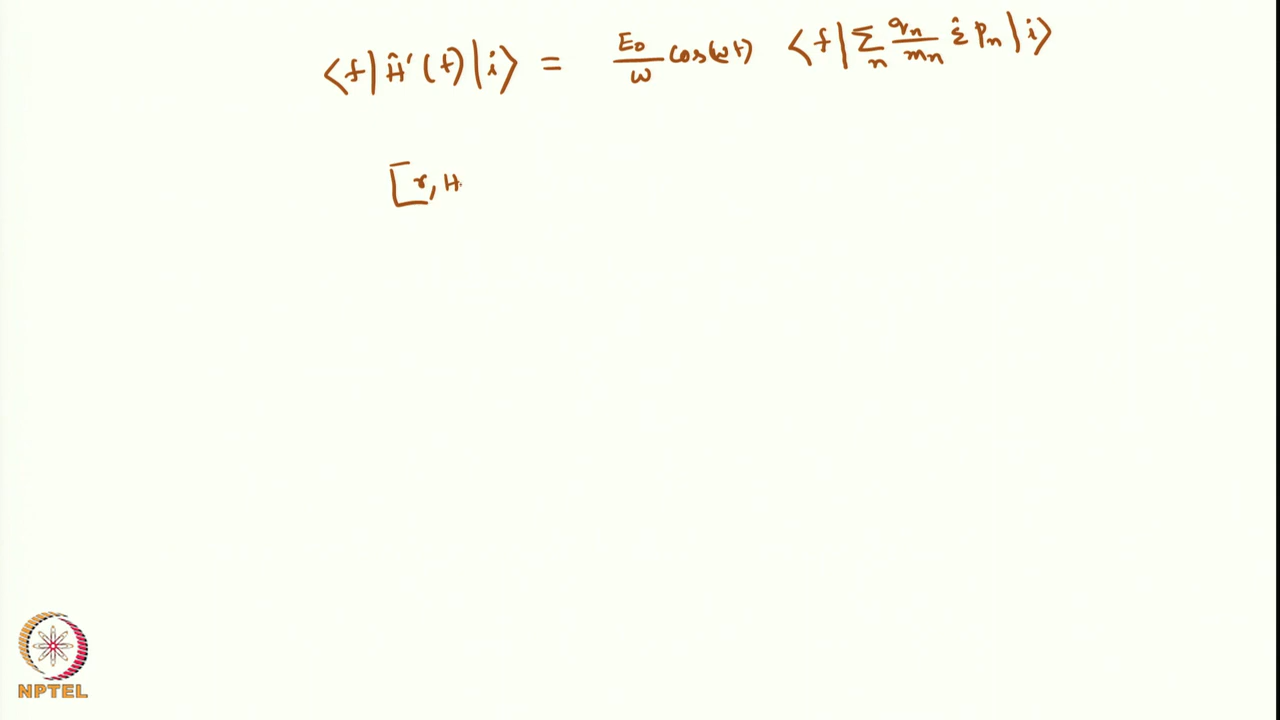 ⟨f| Ĥ′(t) |i⟩ = E₀/ω cos(ωt) ⟨f| Σₙ qₙ/mₙ ε̂ pₙ |i⟩
[r, H
NPTEL